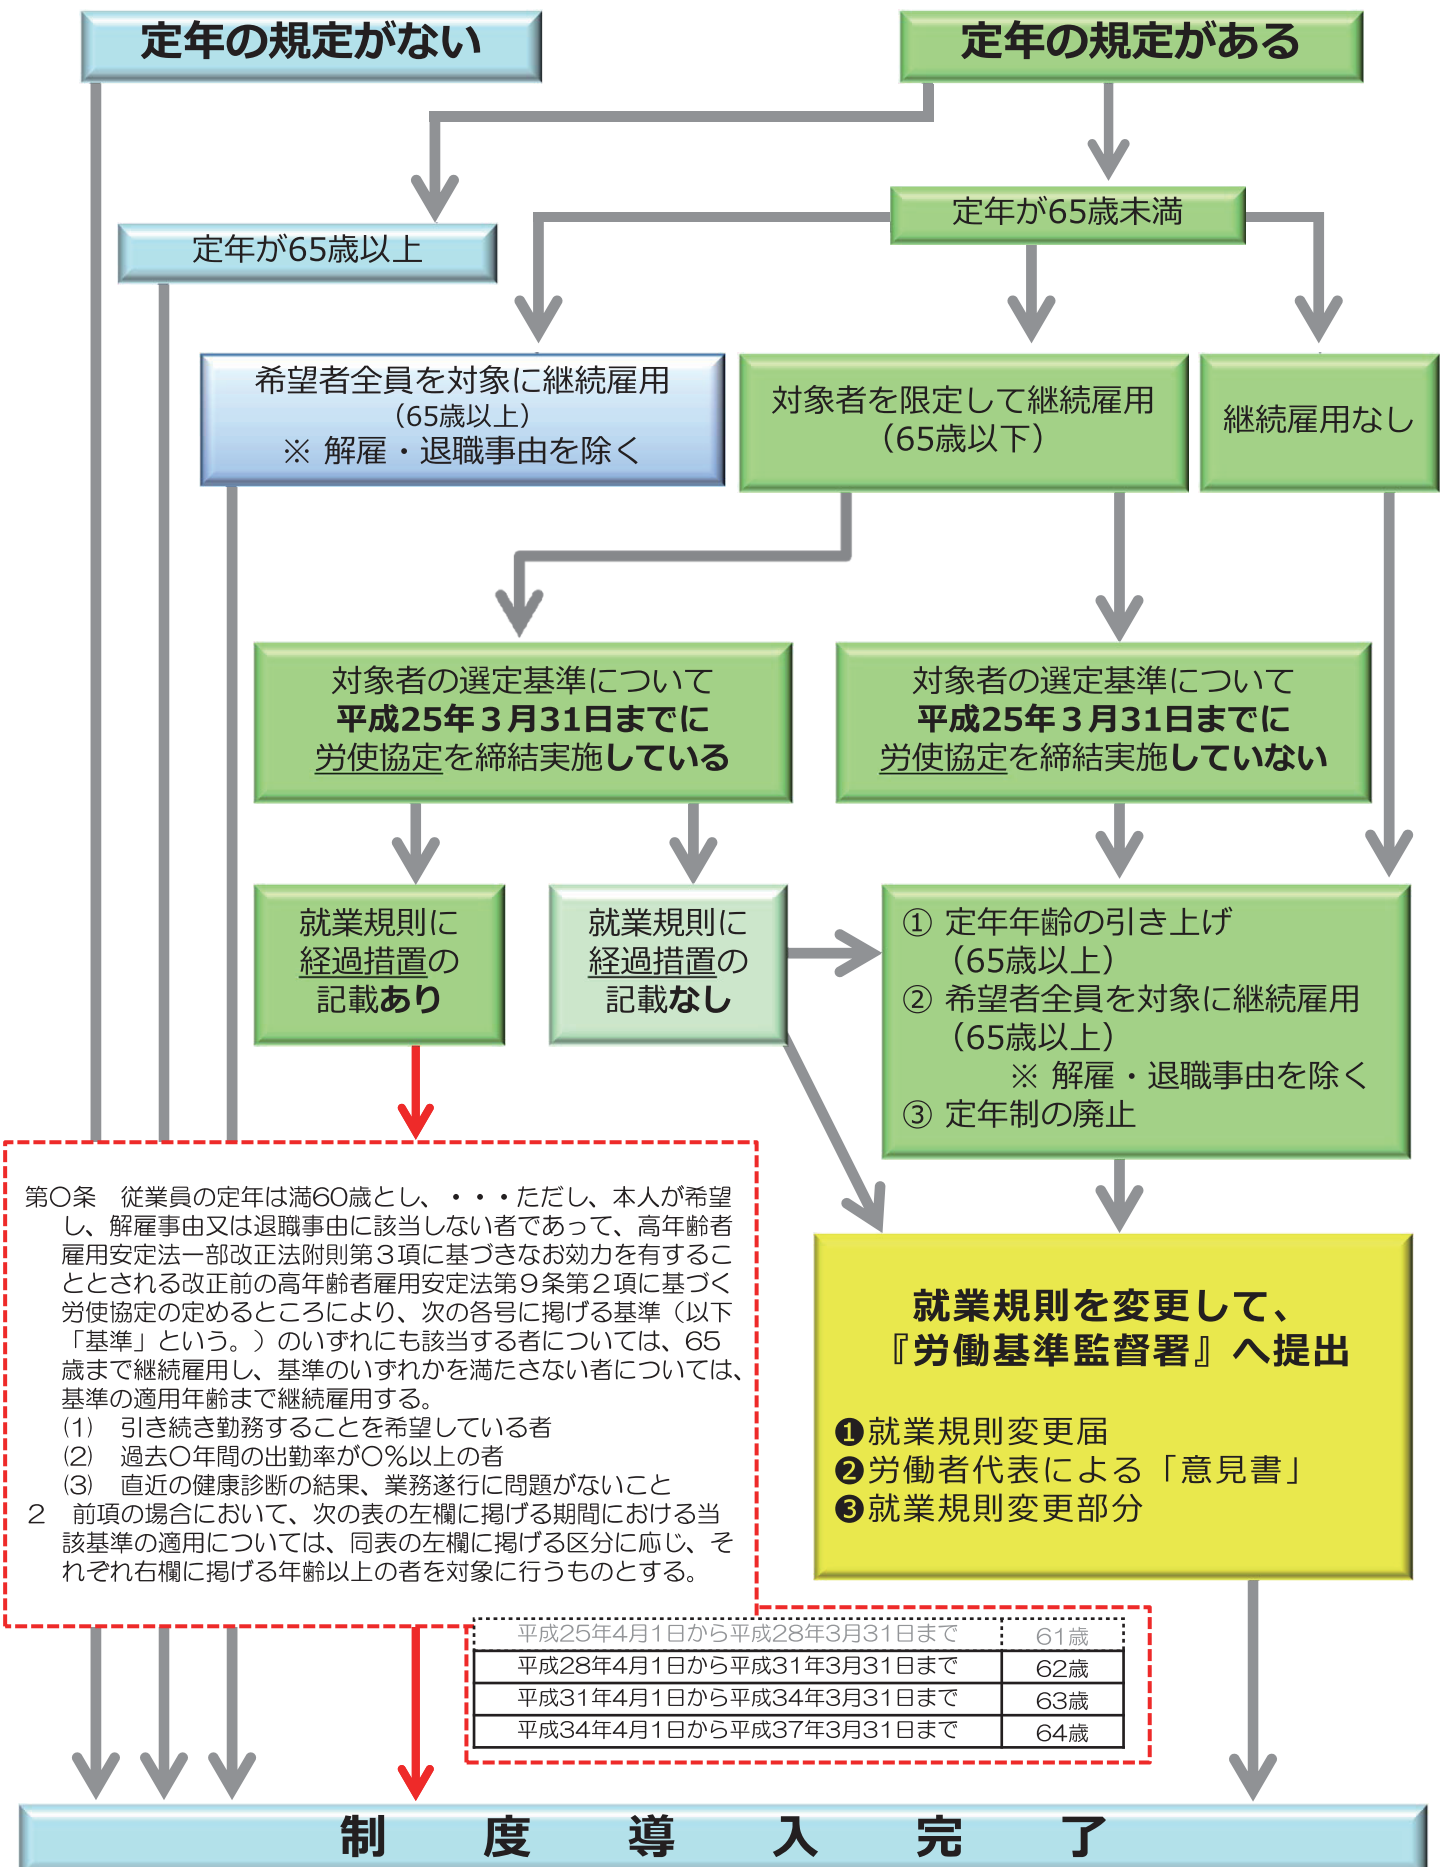 定年の規定がない
定年の規定がある
定年が65歳未満
定年が65歳以上
希望者全員を対象に継続雇用
（65歳以上）
※ 解雇・退職事由を除く
対象者を限定して継続雇用
（65歳以下）
継続雇用なし
対象者の選定基準について
平成25年３月31日までに
労使協定を締結実施している
対象者の選定基準について
平成25年３月31日までに
労使協定を締結実施していない
就業規則に
経過措置の
記載あり
就業規則に
経過措置の
記載なし
① 定年年齢の引き上げ
（65歳以上）
② 希望者全員を対象に継続雇用
（65歳以上）
※ 解雇・退職事由を除く
③ 定年制の廃止
第〇条　従業員の定年は満60歳とし、・・・ただし、本人が希望
し、解雇事由又は退職事由に該当しない者であって、高年齢者
雇用安定法一部改正法附則第３項に基づきなお効力を有するこ
ととされる改正前の高年齢者雇用安定法第９条第２項に基づく
労使協定の定めるところにより、次の各号に掲げる基準（以下
「基準」という。）のいずれにも該当する者については、65
歳まで継続雇用し、基準のいずれかを満たさない者については、
基準の適用年齢まで継続雇用する。
⑴　引き続き勤務することを希望している者
⑵　過去〇年間の出勤率が〇％以上の者
⑶　直近の健康診断の結果、業務遂行に問題がないこと
２　前項の場合において、次の表の左欄に掲げる期間における当
該基準の適用については、同表の左欄に掲げる区分に応じ、そ
れぞれ右欄に掲げる年齢以上の者を対象に行うものとする。
就業規則を変更して、
『労働基準監督署』へ提出
❶就業規則変更届
❷労働者代表による「意見書」
❸就業規則変更部分
平成25年4月1日から平成28年3月31日まで 61歳
平成28年4月1日から平成31年3月31日まで 62歳
平成31年4月1日から平成34年3月31日まで 63歳
平成34年4月1日から平成37年3月31日まで 64歳
制度導入完了